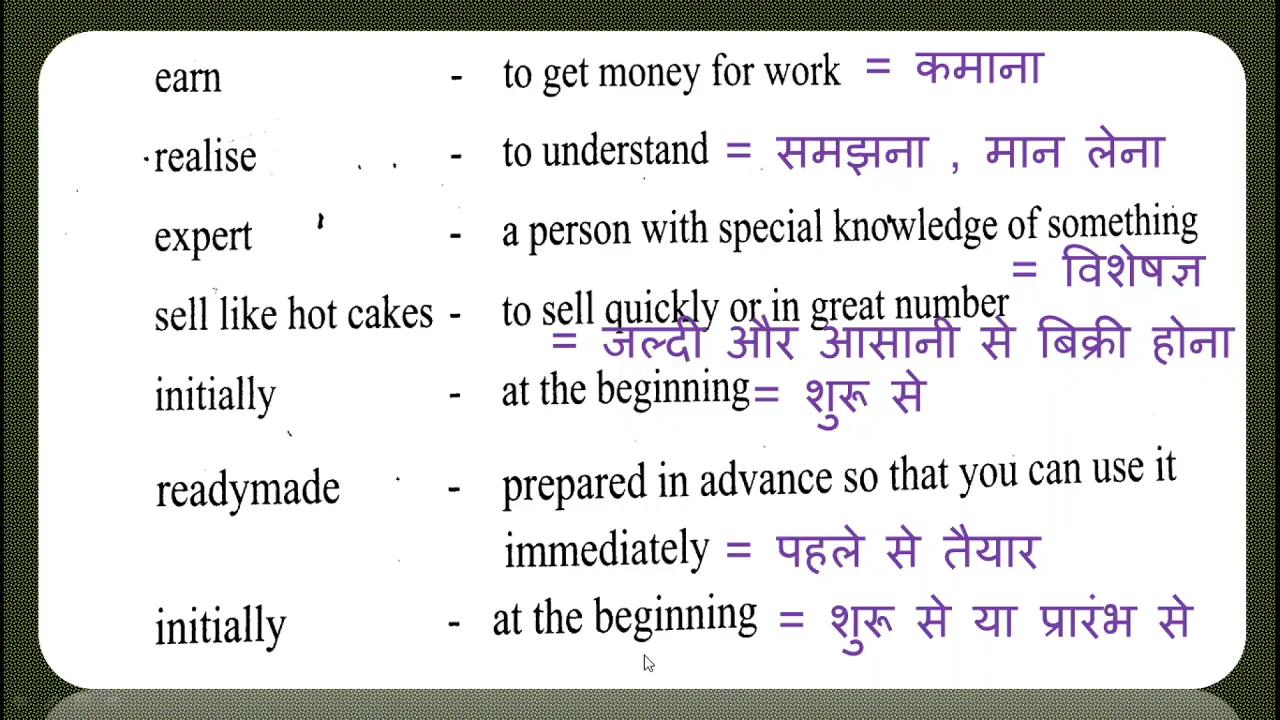 earn - to get money for work = कमाना
realise - to understand = समझना , मान लेना
expert - a person with special knowledge of something
= विशेषज्ञ
sell like hot cakes - to sell quickly or in great number
= जल्दी और आसानी से बिक्री होना
initially - at the beginning = शुरू से
readymade - prepared in advance so that you can use it
immediately = पहले से तैयार
initially - at the beginning = शुरू से या प्रारंभ से